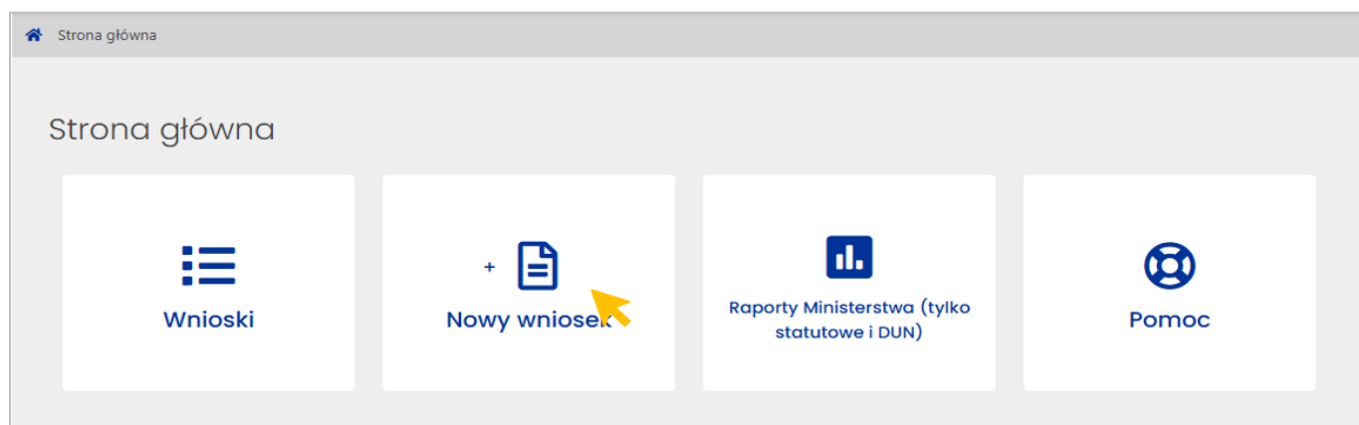 Strona główna
Strona główna
Wnioski
+
Nowy wniosek
Raporty Ministerstwa (tylko
statutowe i DUN)
Pomoc